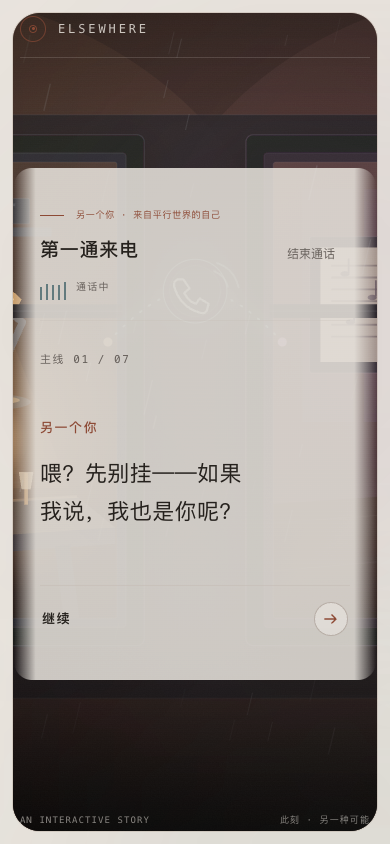 ELSEWHERE
另一个你 · 来自平行世界的自己
第一通来电
结束通话
通话中
主线 01 / 07
另一个你
喂？先别挂——如果
我说，我也是你呢？
继续
AN INTERACTIVE STORY
此刻 · 另一种可能